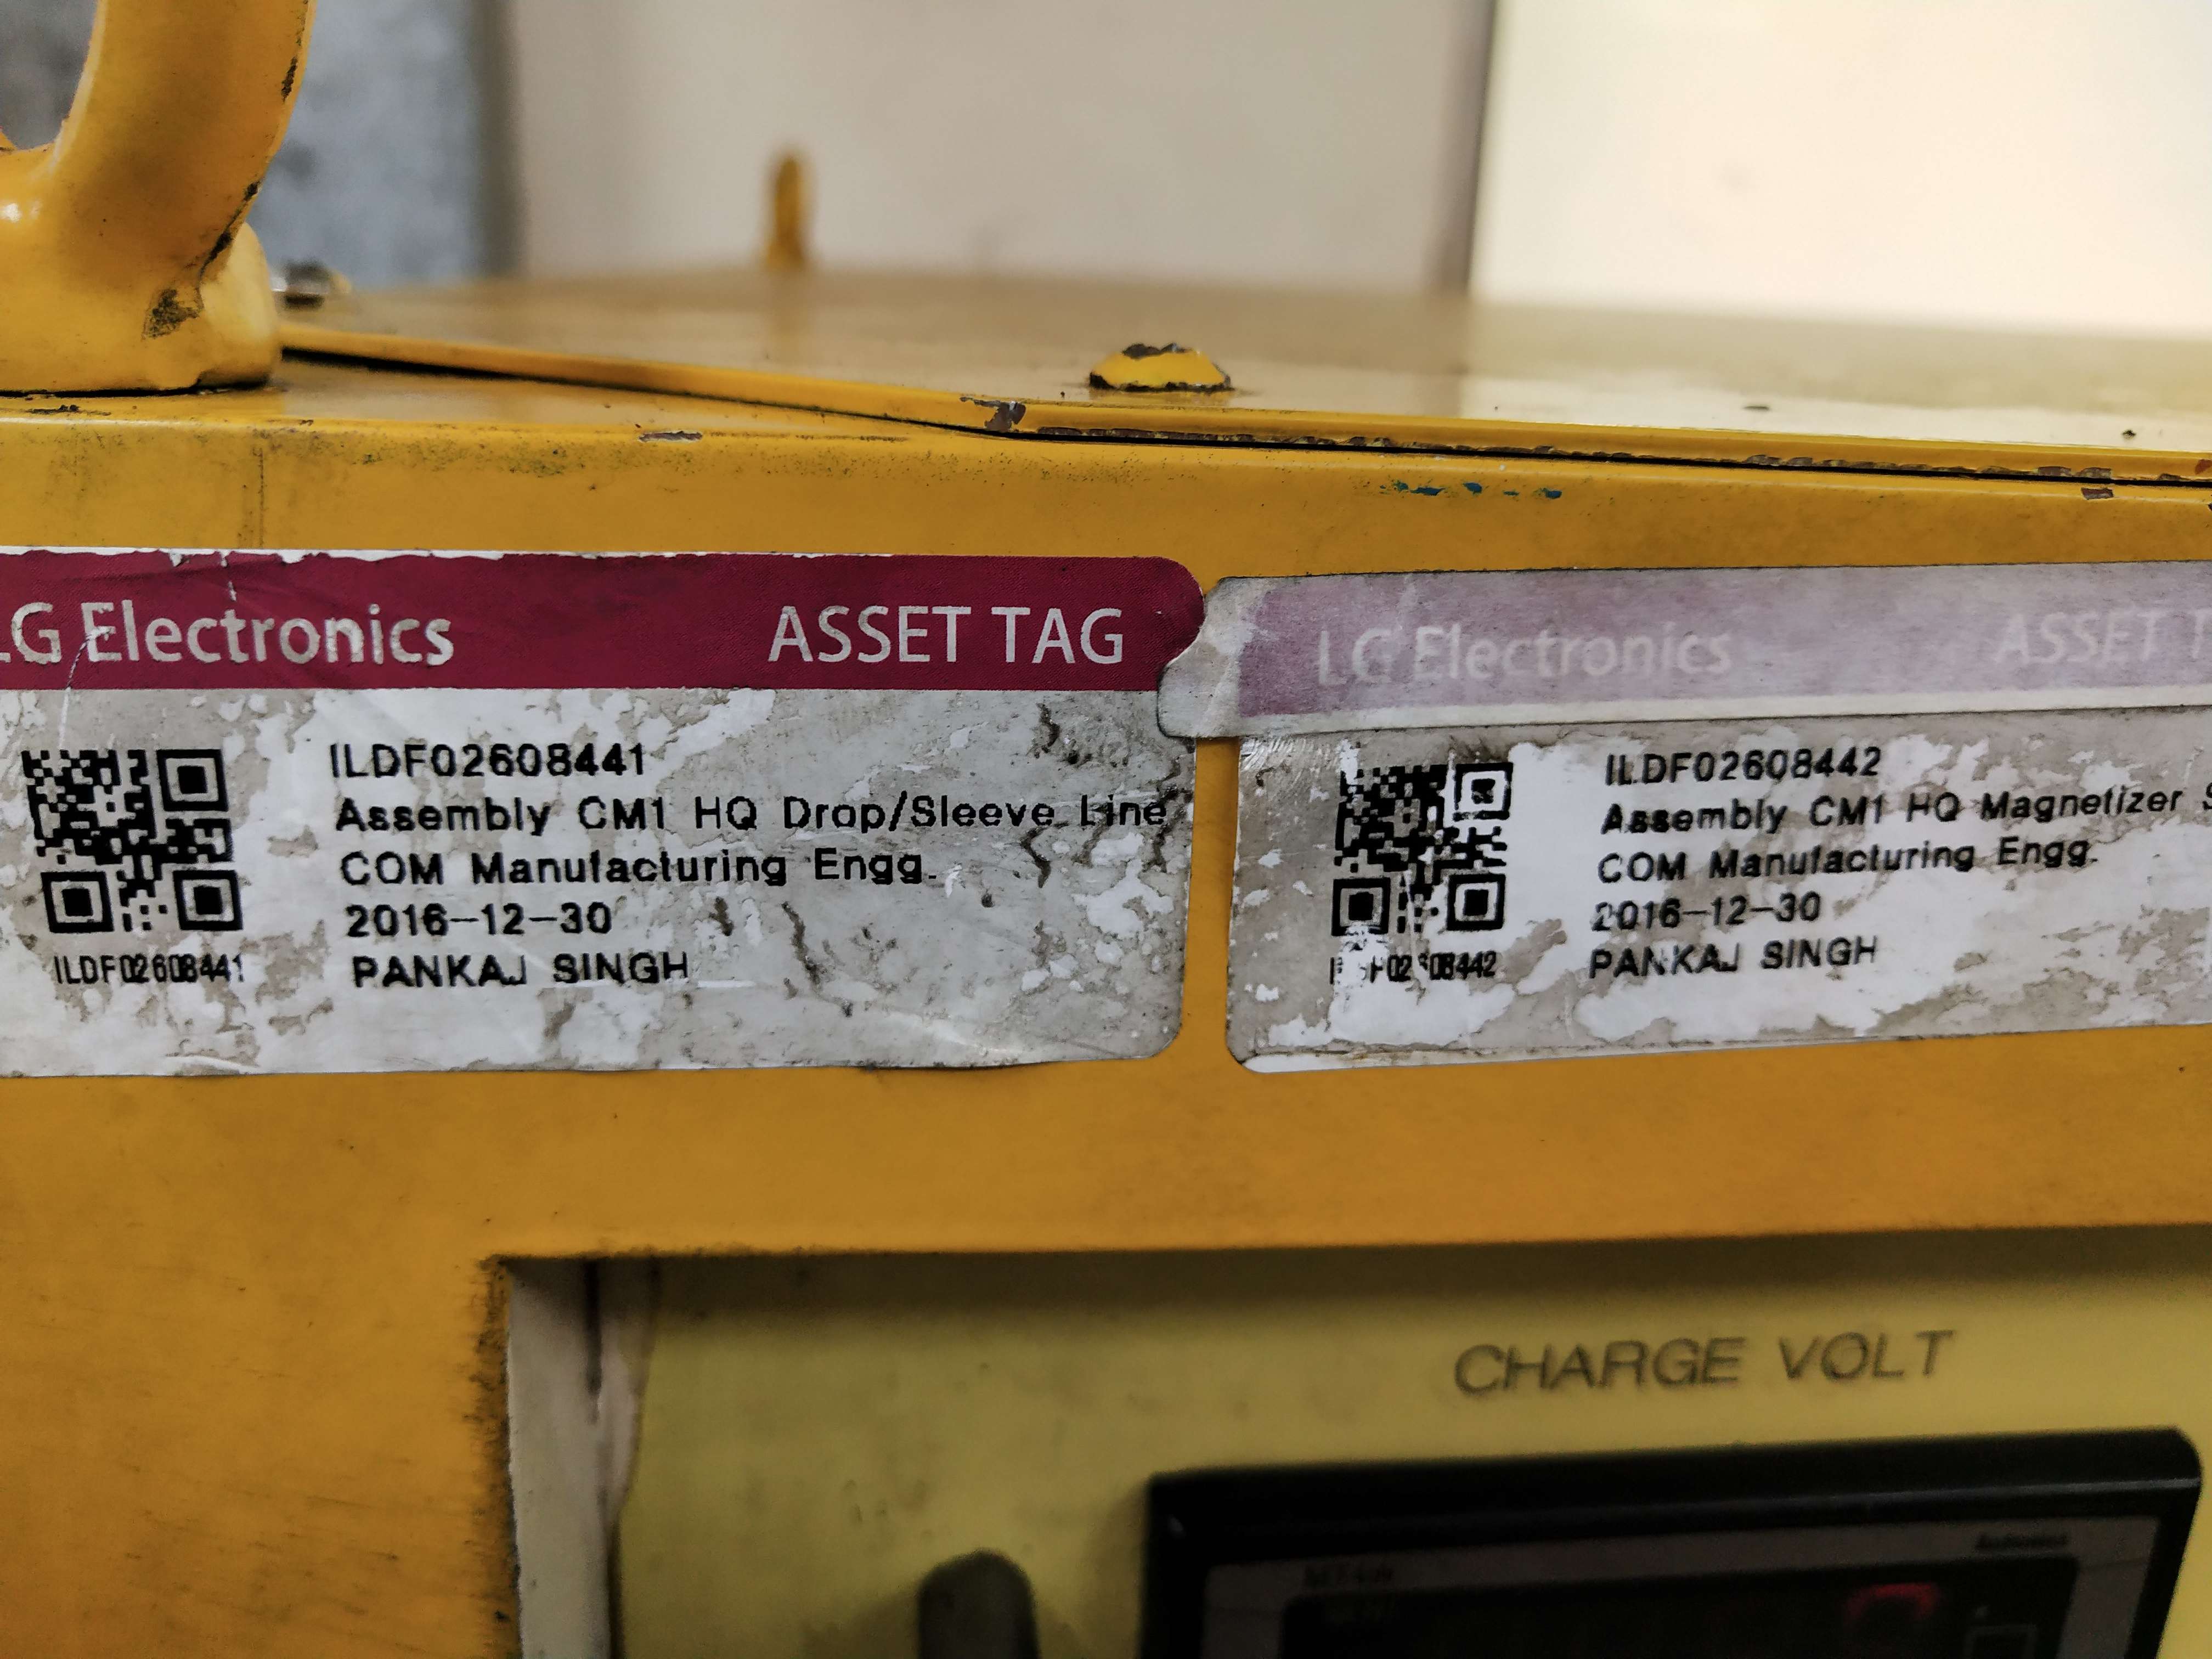 LG Electronics ASSET TAG
ILDF02608441
Assembly CM1 HQ Drop/Sleeve Line
COM Manufacturing Engg.
2016-12-30
PANKAJ SINGH
ILDF02608441
LG Electronics ASSET
ILDF02608442
Assembly CM1 HQ Magnetizer
COM Manufacturing Engg.
2016-12-30
PANKAJ SINGH
CHARGE VOLT